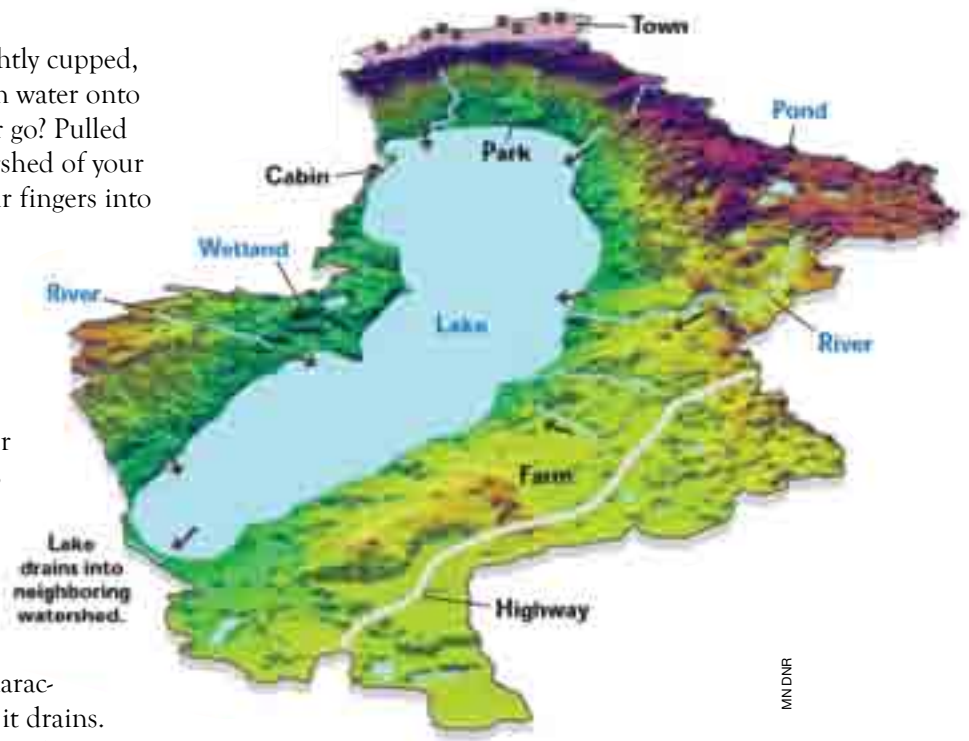 htly cupped,
n water onto
r go? Pulled
shed of your
r fingers into
r
arac-
it drains.
Town
Pond
Park
Cabin
Wetland
River
Lake
River
Farm
Lake
drains into
neighboring
watershed.
Highway
MN DNR